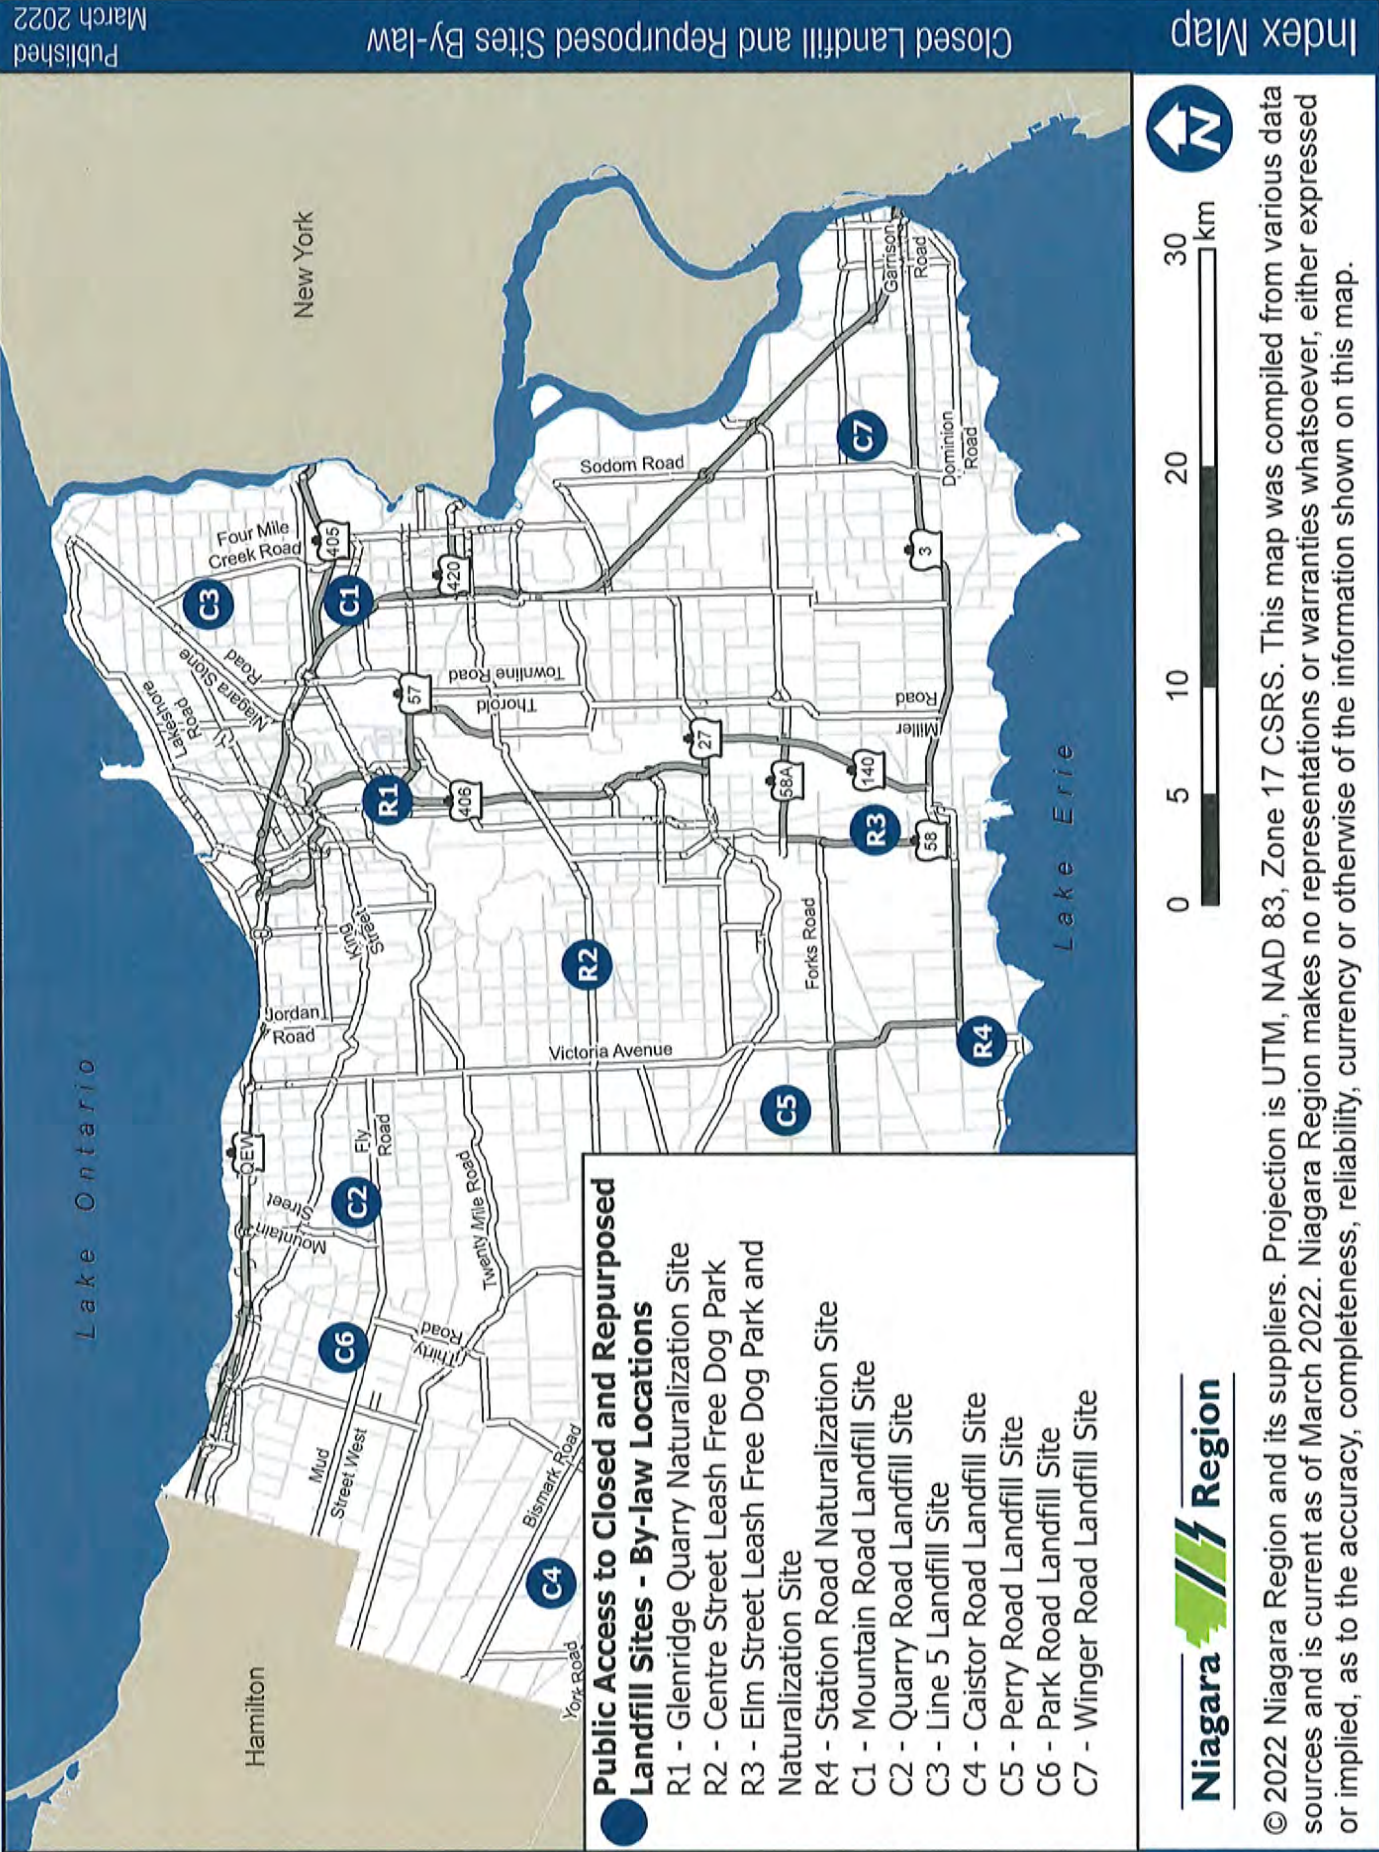 Index Map
Closed Landfill and Repurposed Sites By-law
Published
March 2022
Lake Ontario
New York
Hamilton
Lake Erie
C3
Four Mile
Creek Road
405
C1
420
Niagara Stone
Road
Lakeshore
Road
57
Thorold
Townline Road
Sodom Road
C7
Garrison
Road
Dominion
Road
3
Miller
Road
27
58A
140
R3
58
R1
406
King
Street
R2
Forks Road
Jordan
Road
Victoria Avenue
R4
C5
QEW
Fly
Road
C2
Mountain
Street
Twenty Mile Road
C6
Thirty
Road
Mud
Street West
Bismark Road
C4
York Road
Public Access to Closed and Repurposed
Landfill Sites - By-law Locations
R1 - Glenridge Quarry Naturalization Site
R2 - Centre Street Leash Free Dog Park
R3 - Elm Street Leash Free Dog Park and
Naturalization Site
R4 - Station Road Naturalization Site
C1 - Mountain Road Landfill Site
C2 - Quarry Road Landfill Site
C3 - Line 5 Landfill Site
C4 - Caistor Road Landfill Site
C5 - Perry Road Landfill Site
C6 - Park Road Landfill Site
C7 - Winger Road Landfill Site
Niagara Region
0 5 10 20 30
km
N
© 2022 Niagara Region and its suppliers. Projection is UTM, NAD 83, Zone 17 CSRS. This map was compiled from various data
sources and is current as of March 2022. Niagara Region makes no representations or warranties whatsoever, either expressed
or implied, as to the accuracy, completeness, reliability, currency or otherwise of the information shown on this map.